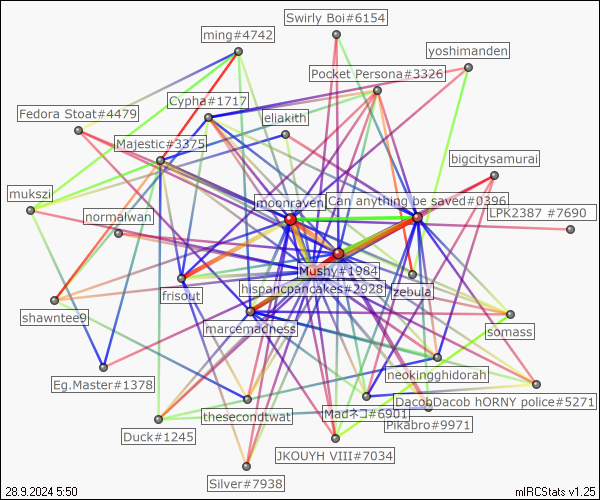 Swirly Boi#6154
ming#4742
yoshimanden
Pocket Persona#3326
Cypha#1717
Fedora Stoat#4479
eliakith
Majestic#3375
bigcitysamurai
mukszi
moonraven
Can anything be saved#0396
LPK2387 #7690
normalwan
Mushy#1984
hispancpancakes#2928
zebula
frisout
shawntee9
marcemadness
somass
neokingghidorah
Eg.Master#1378
DacobDacob hORNY police#5271
thesecondtwat
Madネコ#6901
Pikabro#9971
Duck#1245
JKOUYH VIII#7034
Silver#7938
28.9.2024 5:50
mIRCStats v1.25